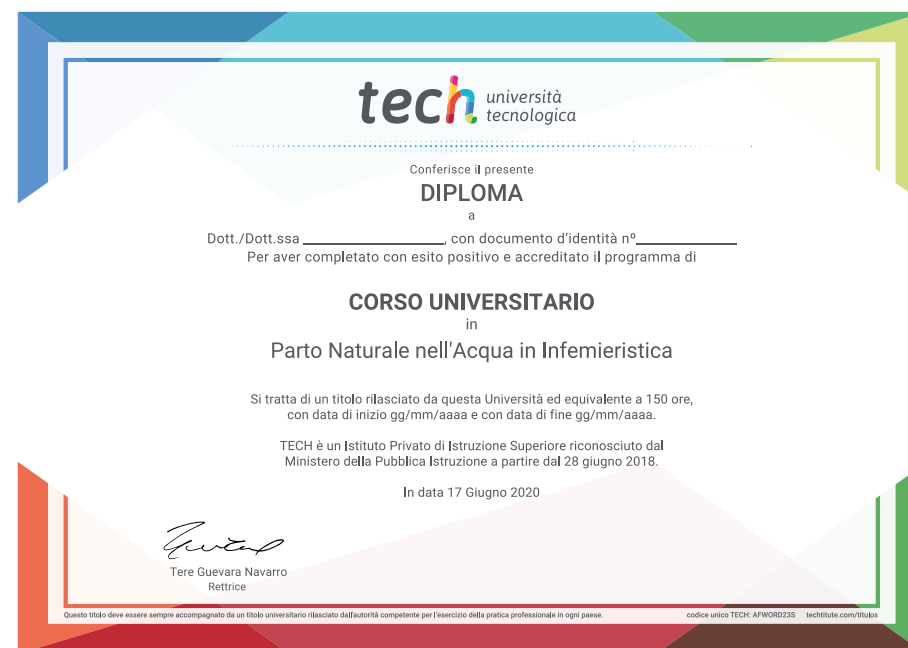 tech università
tecnologica
Conferisce il presente
DIPLOMA
a
Dott./Dott.ssa ____________________, con documento d'identità nº______________
Per aver completato con esito positivo e accreditato il programma di
CORSO UNIVERSITARIO
in
Parto Naturale nell'Acqua in Infemieristica
Si tratta di un titolo rilasciato da questa Università ed equivalente a 150 ore,
con data di inizio gg/mm/aaaa e con data di fine gg/mm/aaaa.
TECH è un Istituto Privato di Istruzione Superiore riconosciuto dal
Ministero della Pubblica Istruzione a partire dal 28 giugno 2018.
In data 17 Giugno 2020
Tere Guevara Navarro
Rettrice
Questo titolo deve essere sempre accompagnato da un titolo universitario rilasciato dall'autorità competente per l'esercizio della pratica professionale in ogni paese. codice unico TECH: AFWORD23S techtitute.com/títulos